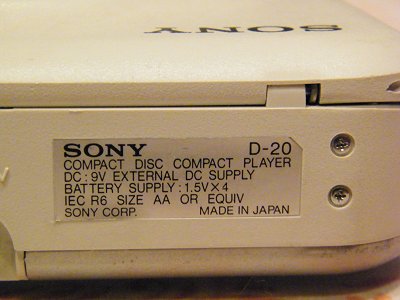 SONY
SONY D-20
COMPACT DISC COMPACT PLAYER
DC : 9V EXTERNAL DC SUPPLY
BATTERY SUPPLY : 1.5V×4
IEC R6 SIZE AA OR EQUIV
SONY CORP. MADE IN JAPAN